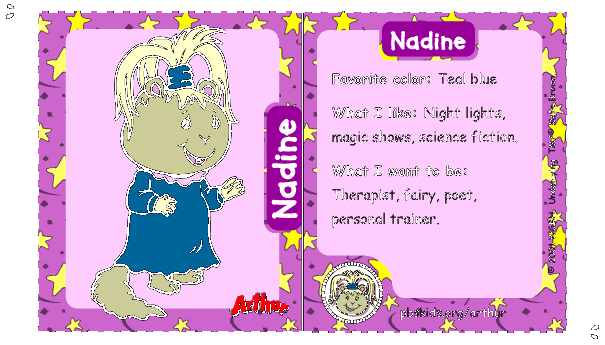 Nadine
Arthur
Nadine
Favorite color: Teal blue
What I like: Night lights,
magic shows, science fiction.
What I want to be:
Therapist, fairy, poet,
personal trainer.
pbskids.org/arthur